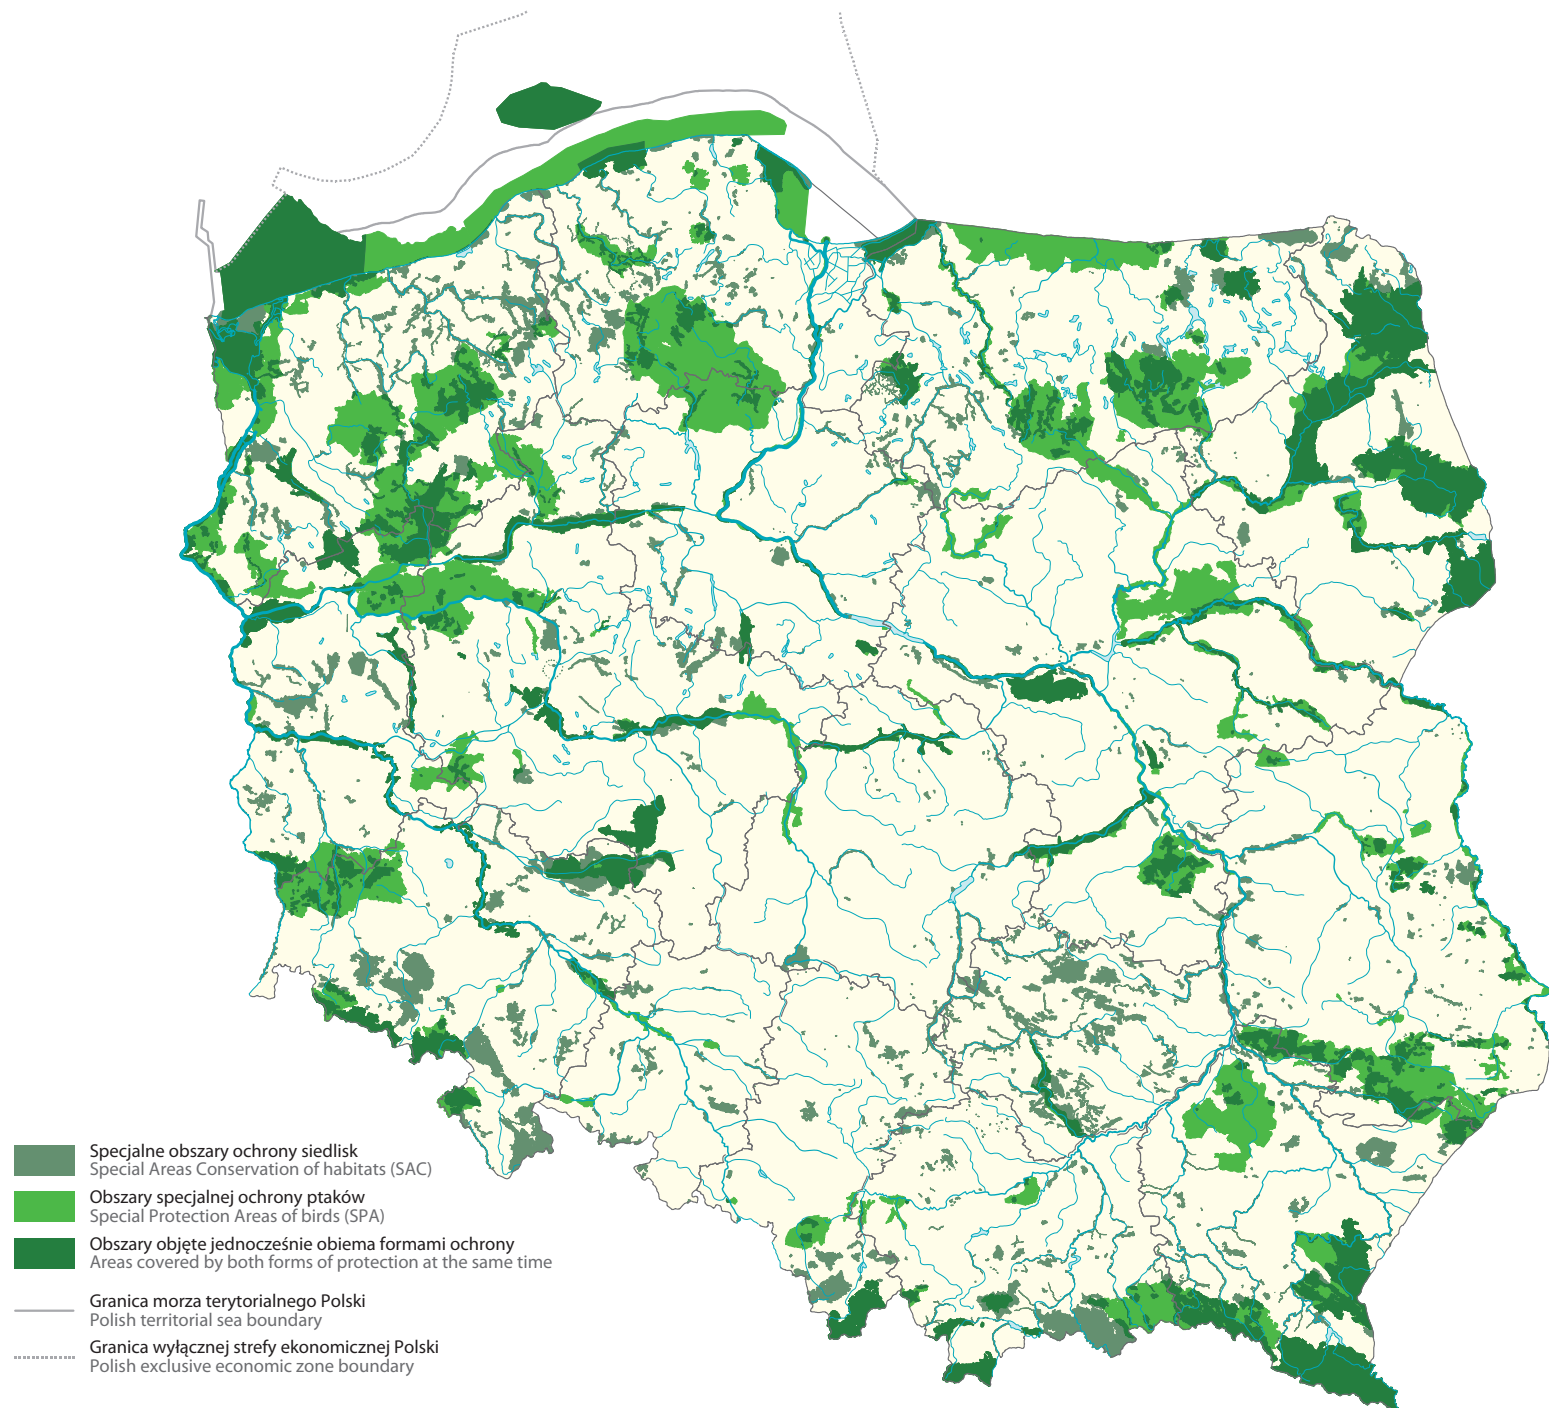 Specjalne obszary ochrony siedlisk
Special Areas Conservation of habitats (SAC)
Obszary specjalnej ochrony ptaków
Special Protection Areas of birds (SPA)
Obszary objęte jednocześnie obiema formami ochrony
Areas covered by both forms of protection at the same time
Granica morza terytorialnego Polski
Polish territorial sea boundary
Granica wyłącznej strefy ekonomicznej Polski
Polish exclusive economic zone boundary